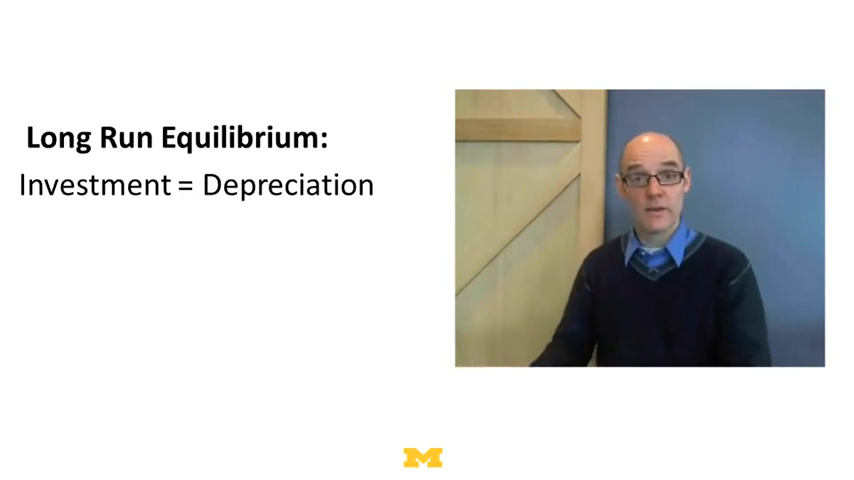 Long Run Equilibrium:
Investment = Depreciation
M